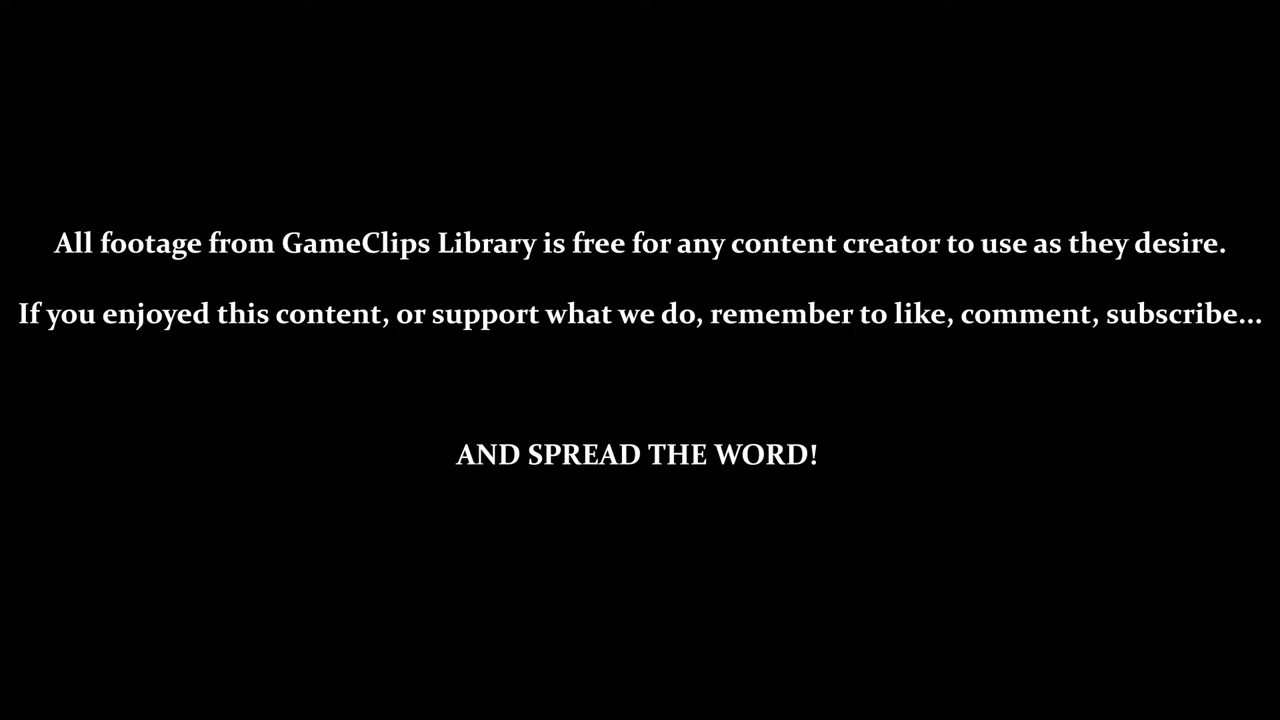 All footage from GameClips Library is free for any content creator to use as they desire.
If you enjoyed this content, or support what we do, remember to like, comment, subscribe...
AND SPREAD THE WORD!